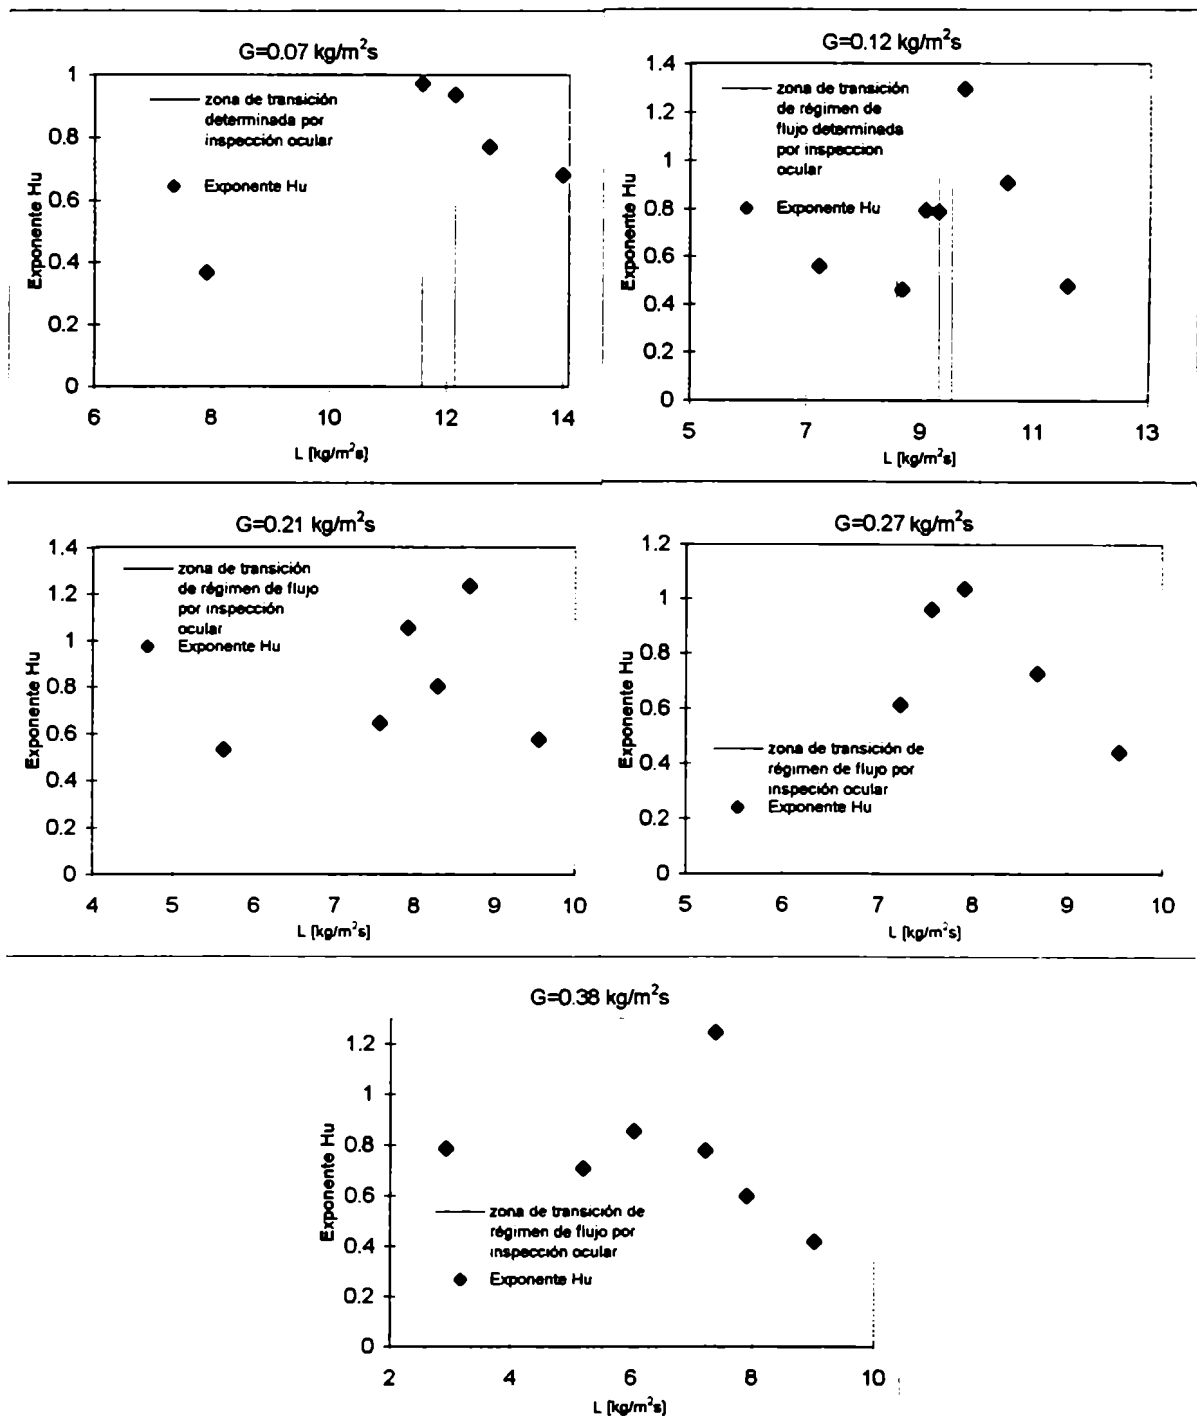 G=0.07 kg/m²s
1
0.8
0.6
0.4
0.2
0
Exponente Hu
zona de transición
determinada por
inspección ocular
Exponente Hu
6
8
10
12
14
L [kg/m²s]
G=0.12 kg/m²s
1.4
1.2
1
0.8
0.6
0.4
0.2
0
Exponente Hu
zona de transición
de régimen de
flujo determinada
por inspeccion
ocular
Exponente Hu
5
7
9
11
13
L [kg/m²s]
G=0.21 kg/m²s
1.4
1.2
1
0.8
0.6
0.4
0.2
0
Exponente Hu
zona de transición
de régimen de flujo
por inspección
ocular
Exponente Hu
4
5
6
7
8
9
10
L [kg/m²s]
G=0.27 kg/m²s
1.2
1
0.8
0.6
0.4
0.2
0
Exponente Hu
zona de transición de
régimen de flujo por
inspeción ocular
Exponente Hu
5
6
7
8
9
10
L [kg/m²s]
G=0.38 kg/m²s
1.2
1
0.8
0.6
0.4
0.2
0
Exponente Hu
zona de transición de
régimen de flujo por
inspección ocular
Exponente Hu
2
4
6
8
10
L [kg/m²s]